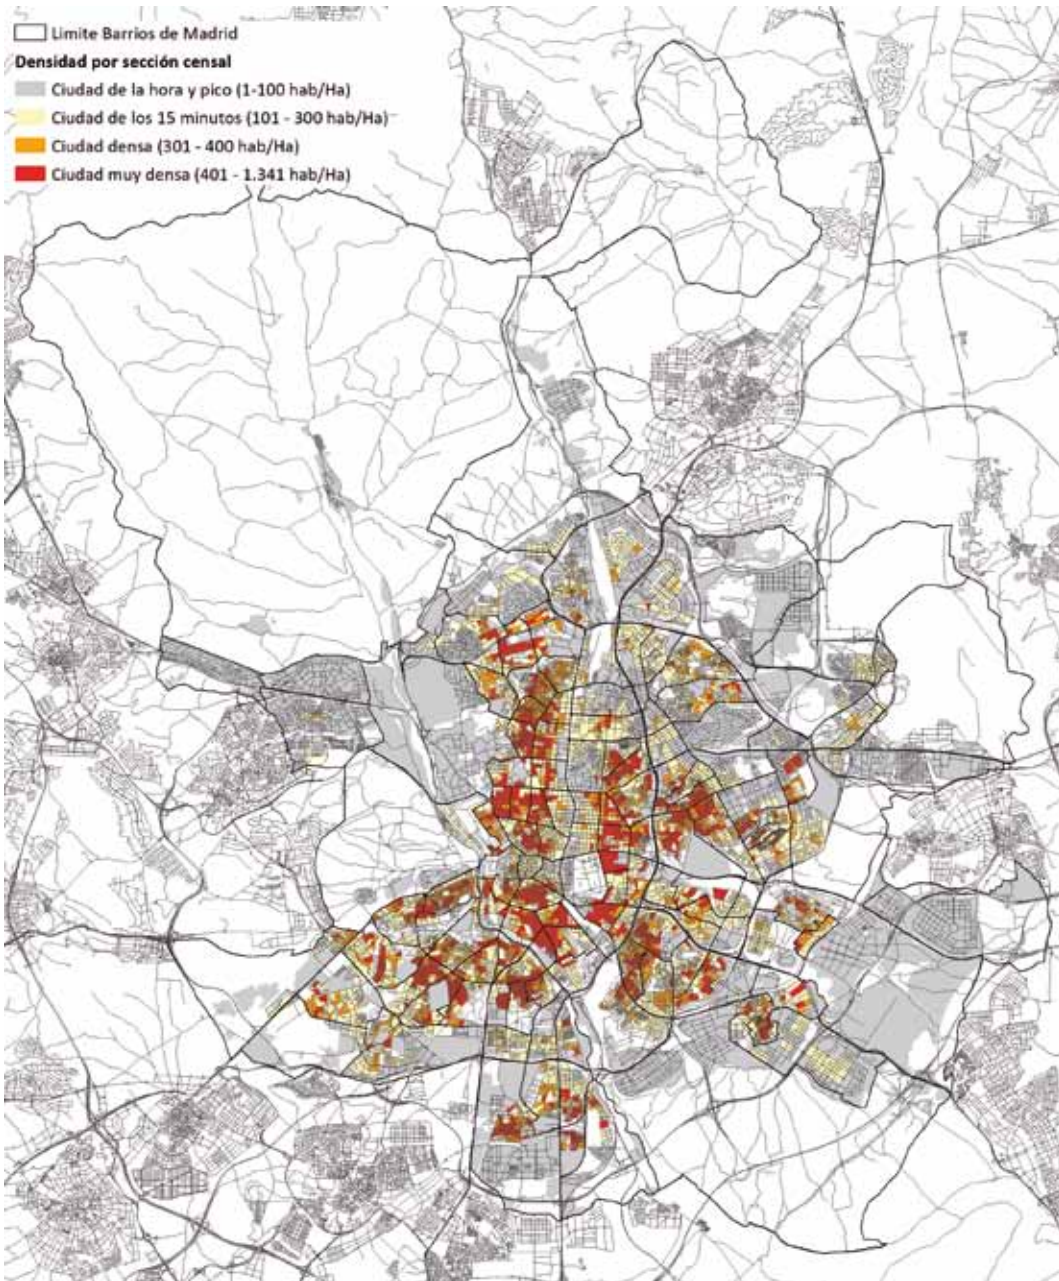 Limite Barrios de Madrid
Densidad por sección censal
Ciudad de la hora y pico (1-100 hab/Ha)
Ciudad de los 15 minutos (101 - 300 hab/Ha)
Ciudad densa (301 - 400 hab/Ha)
Ciudad muy densa (401 - 1.341 hab/Ha)